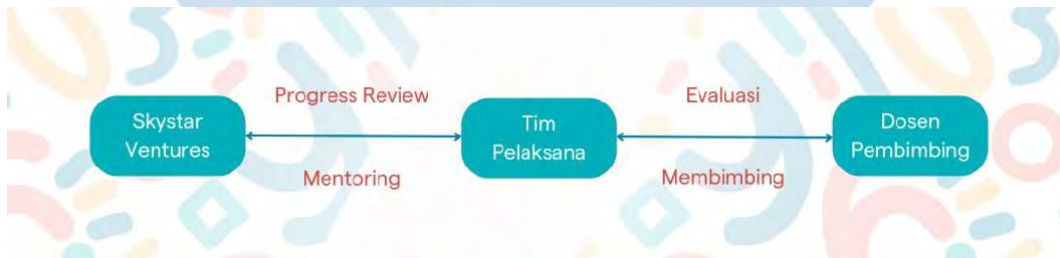 Skystar
Ventures
Progress Review
Mentoring
Tim
Pelaksana
Evaluasi
Membimbing
Dosen
Pembimbing